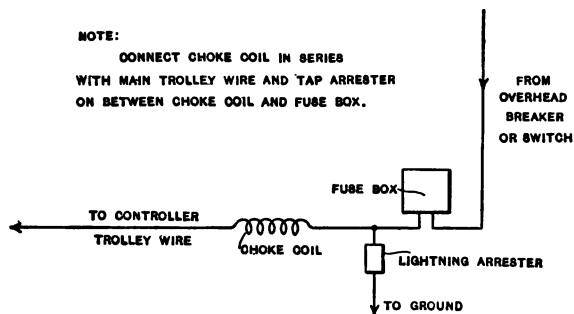 NOTE:
CONNECT CHOKE COIL IN SERIES
WITH MAIN TROLLEY WIRE AND TAP ARRESTER
ON BETWEEN CHOKE COIL AND FUSE BOX.
FROM
OVERHEAD
BREAKER
OR SWITCH
FUSE BOX
TO CONTROLLER
TROLLEY WIRE
CHOKE COIL
LIGHTNING ARRESTER
TO GROUND